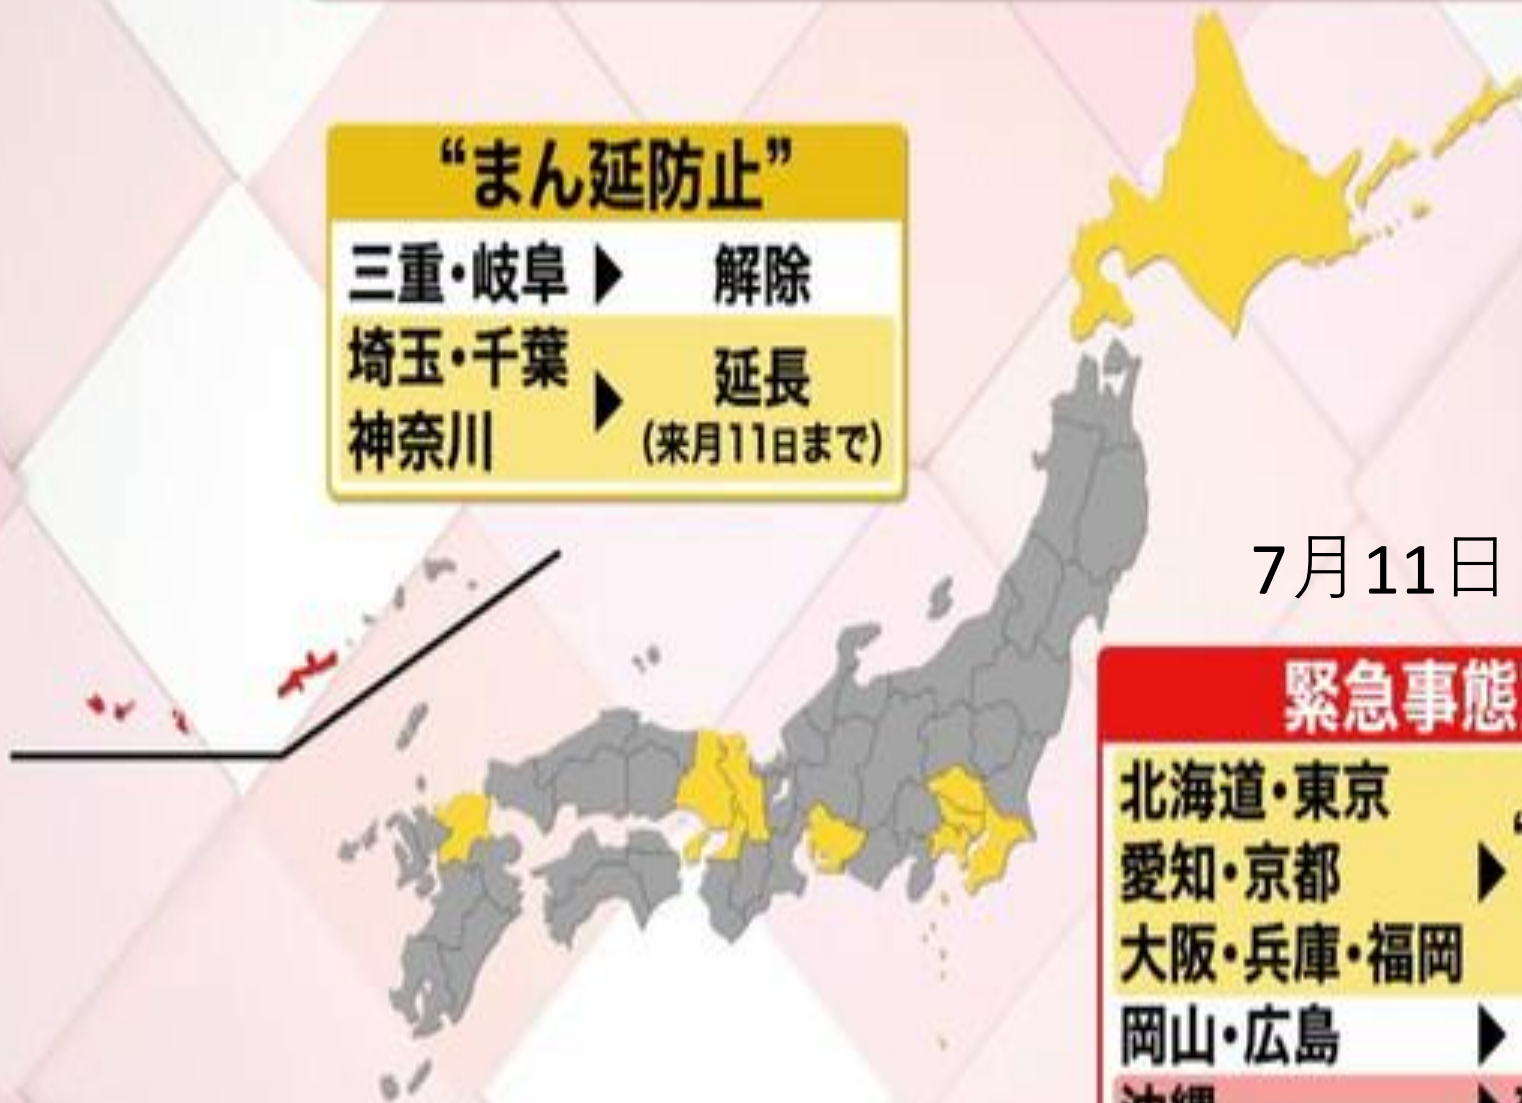 “まん延防止”
三重・岐阜 ▶ 解除
埼玉・千葉
神奈川
▶ 延長
(来月11日まで)
7月11日
緊急事態
北海道・東京
愛知・京都 ▶
大阪・兵庫・福岡
岡山・広島 ▶
沖縄